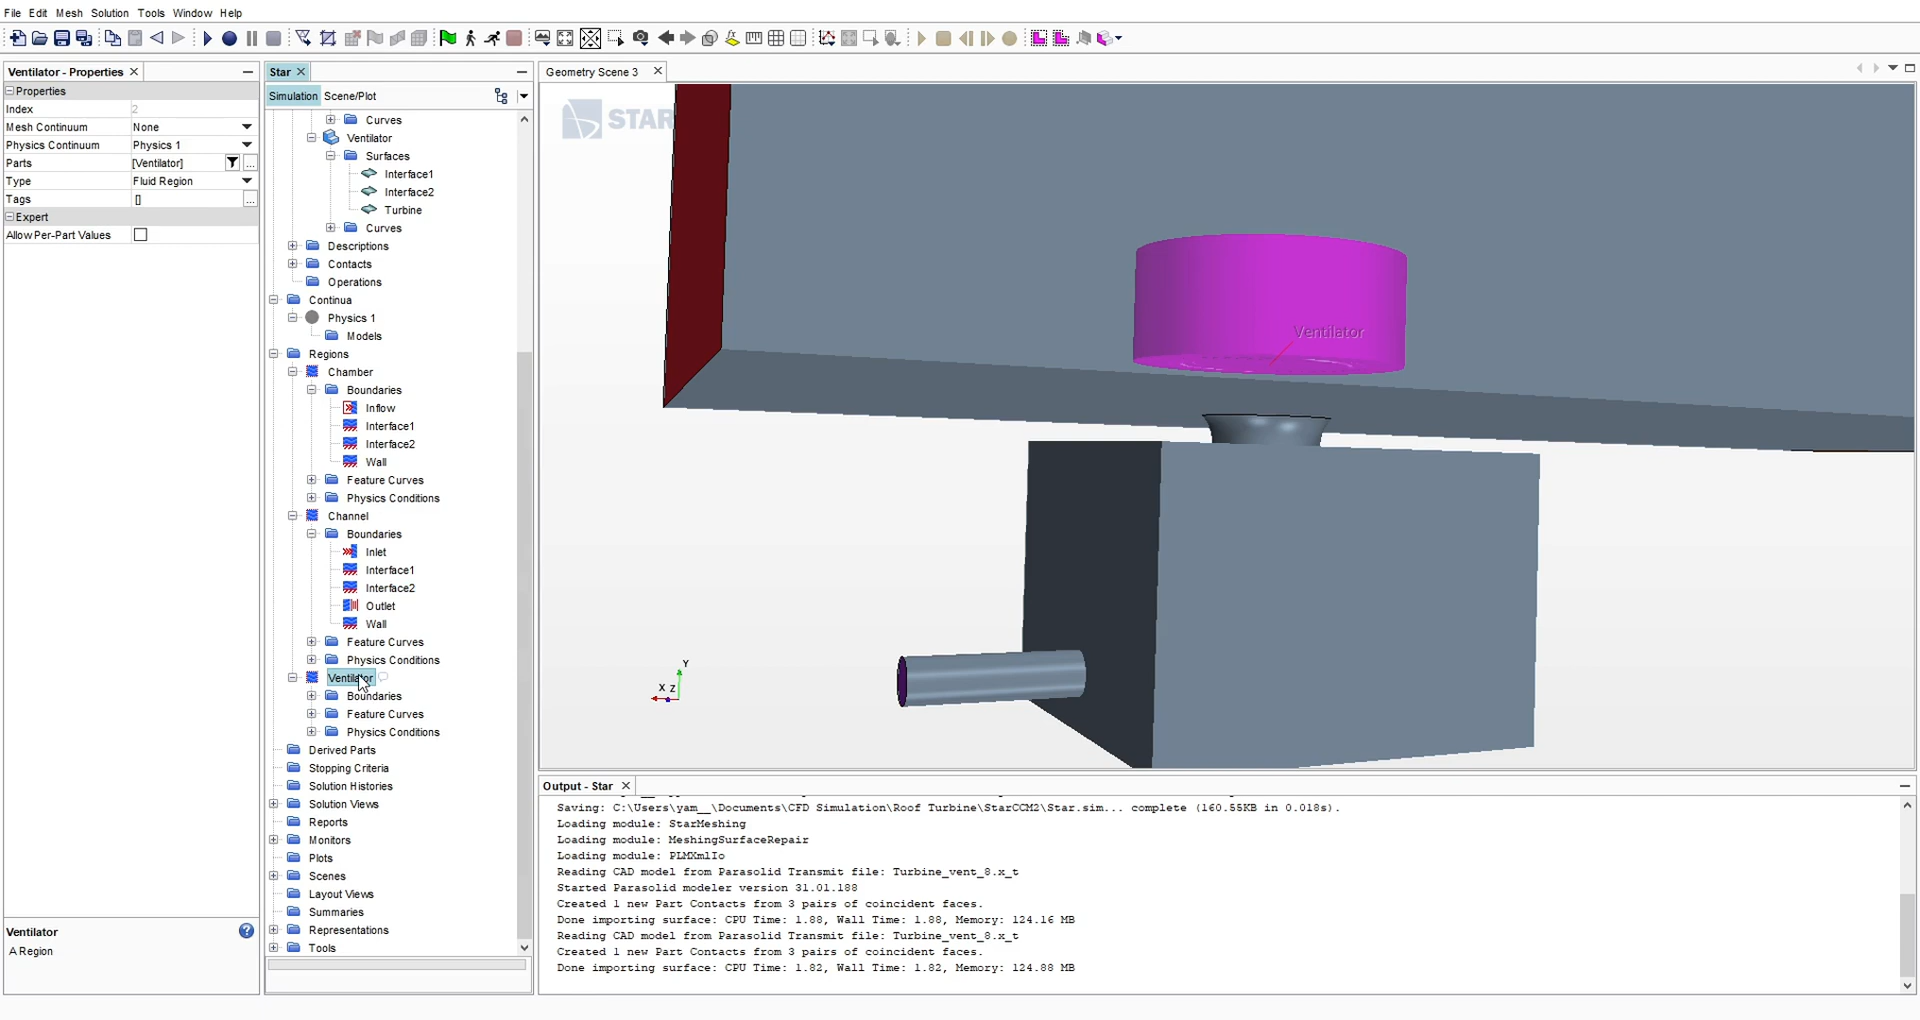 File Edit Mesh Solution Tools Window Help
Ventilator - Properties
Properties
Index 2
Mesh Continuum None
Physics Continuum Physics 1
Parts [Ventilator] ...
Type Fluid Region
Tags [] ...
Expert
Allow Per-Part Values
Ventilator
A Region
Star
Simulation Scene/Plot
Curves
Ventilator
Surfaces
Interface1
Interface2
Turbine
Curves
Descriptions
Contacts
Operations
Continua
Physics 1
Models
Regions
Chamber
Boundaries
Inflow
Interface1
Interface2
Wall
Feature Curves
Physics Conditions
Channel
Boundaries
Inlet
Interface1
Interface2
Outlet
Wall
Feature Curves
Physics Conditions
Ventilator
Boundaries
Feature Curves
Physics Conditions
Derived Parts
Stopping Criteria
Solution Histories
Solution Views
Reports
Monitors
Plots
Scenes
Layout Views
Summaries
Representations
Tools
Geometry Scene 3
STAR
Ventilator
Y
X Z
Output - Star
Saving: C:\Users\yam__\Documents\CFD Simulation\Roof Turbine\StarCCM2\Star.sim... complete (160.55KB in 0.018s).
Loading module: StarMeshing
Loading module: MeshingSurfaceRepair
Loading module: PLMXmlIo
Reading CAD model from Parasolid Transmit file: Turbine_vent_8.x_t
Started Parasolid modeler version 31.01.188
Created 1 new Part Contacts from 3 pairs of coincident faces.
Done importing surface: CPU Time: 1.88, Wall Time: 1.88, Memory: 124.16 MB
Reading CAD model from Parasolid Transmit file: Turbine_vent_8.x_t
Created 1 new Part Contacts from 3 pairs of coincident faces.
Done importing surface: CPU Time: 1.82, Wall Time: 1.82, Memory: 124.88 MB